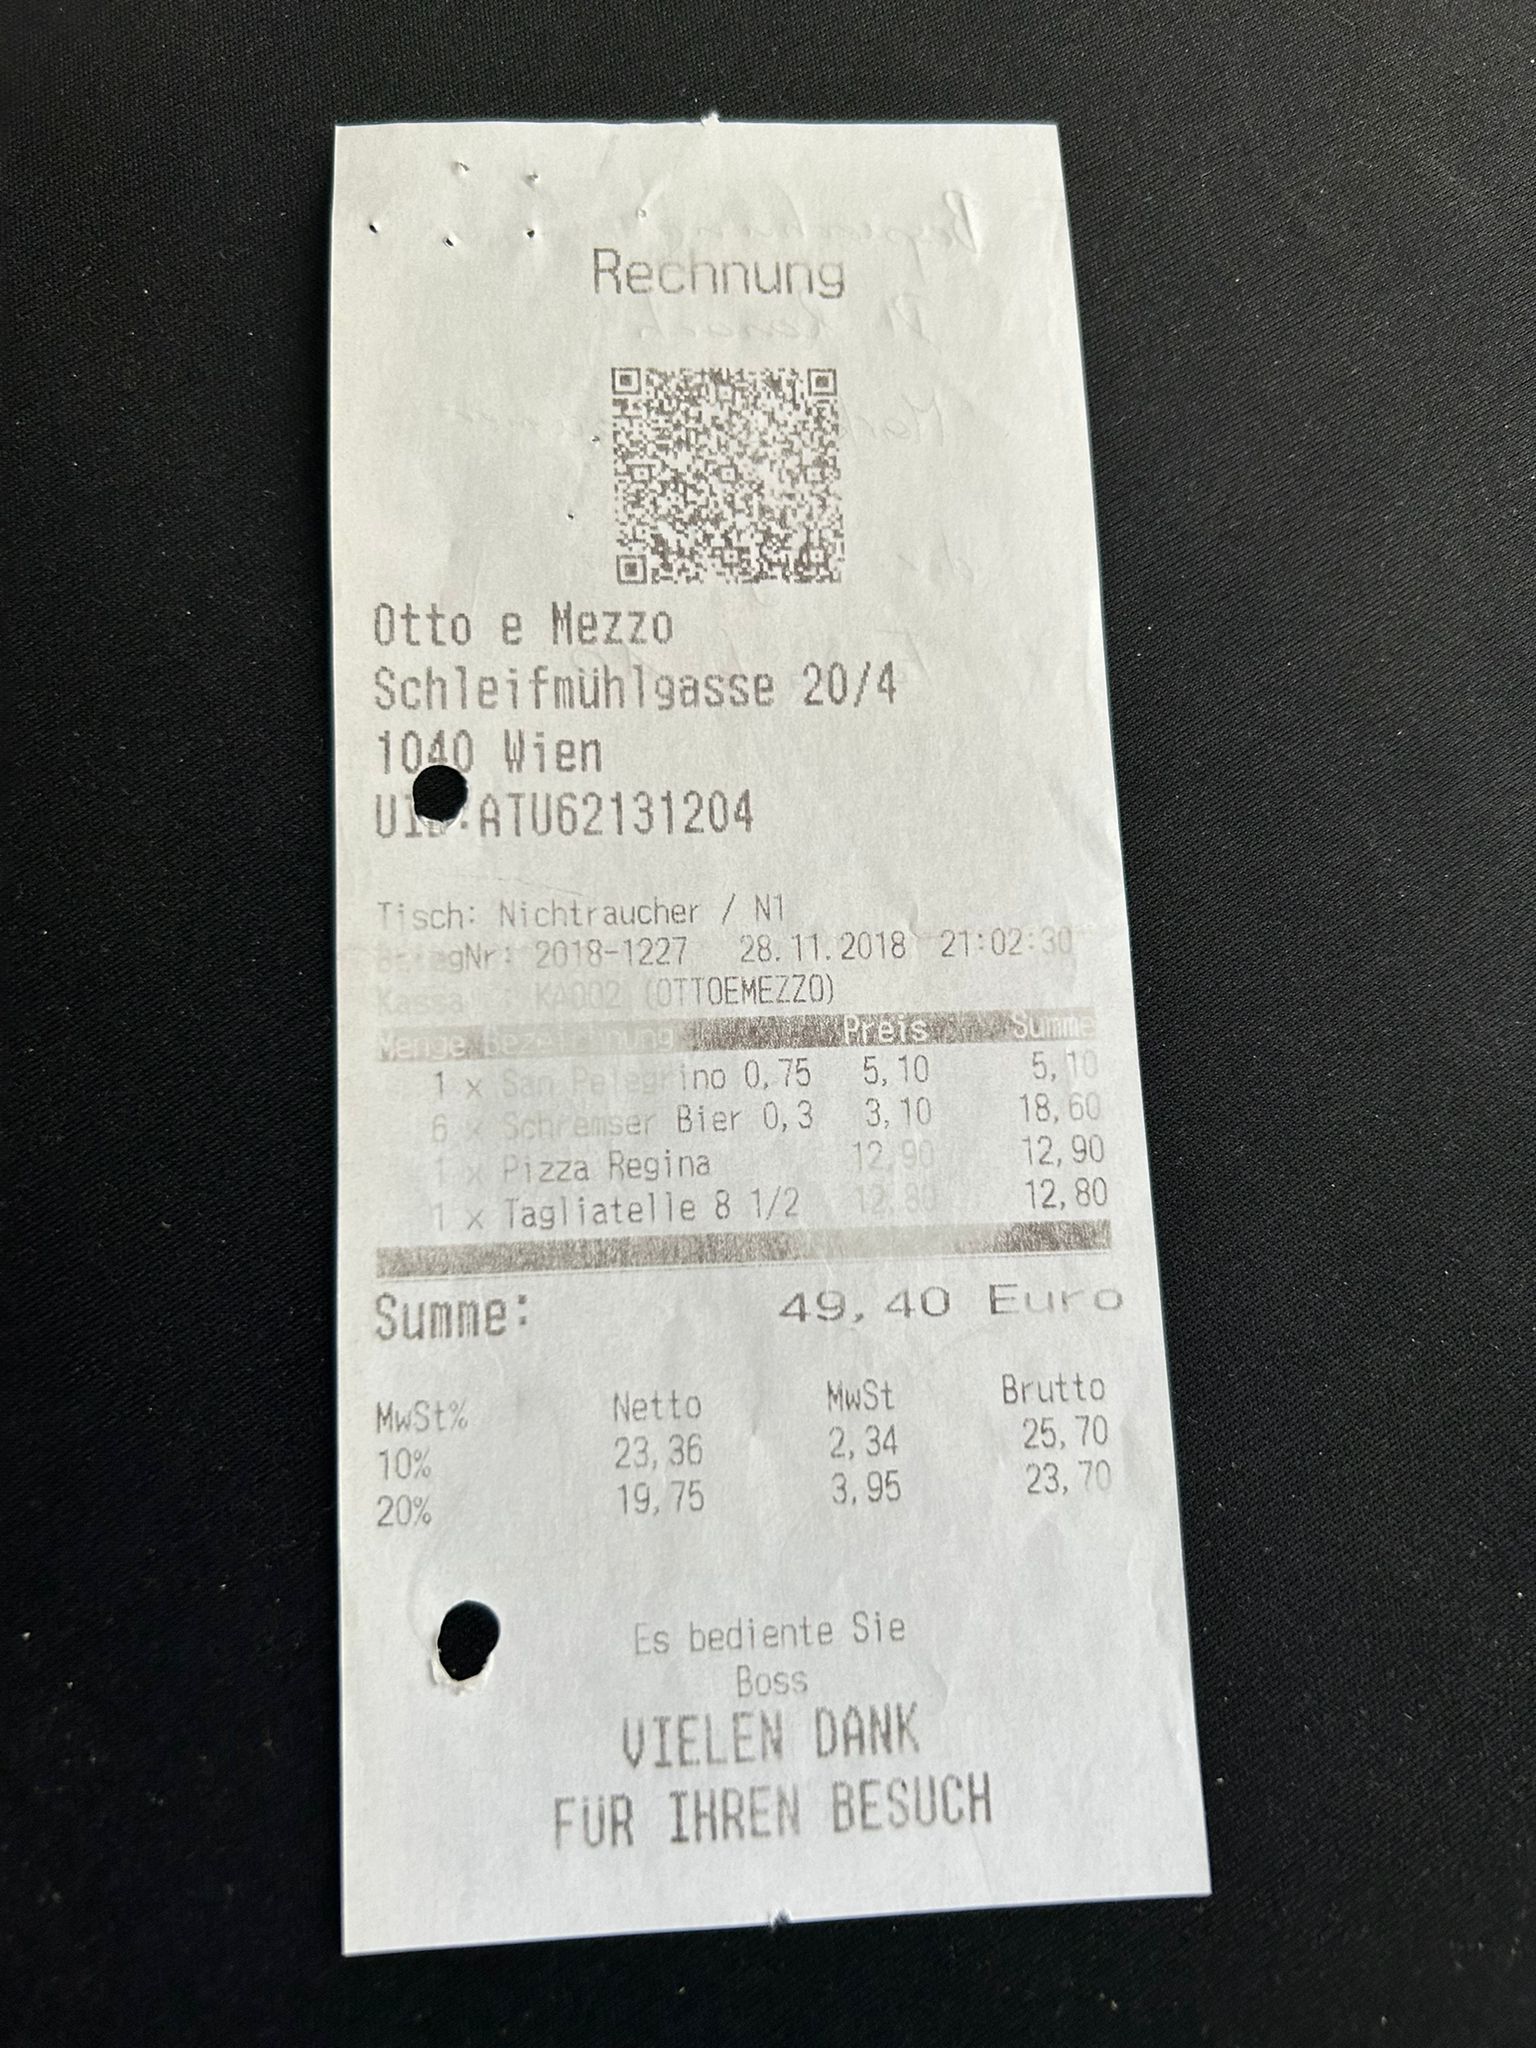 Rechnung
Otto e Mezzo
Schleifmühlgasse 20/4
1040 Wien
UID:ATU62131204
Tisch: Nichtraucher / N1
BelegNr: 2018-1227 28.11.2018 21:02:30
Kassa KA002 (OTTOEMEZZO)
Menge Bezeichnung Preis Summe
1 x San Pelegrino 0,75 5,10 5,10
6 x Schremser Bier 0,3 3,10 18,60
1 x Pizza Regina 12,90 12,90
1 x Tagliatelle 8 1/2 12,80 12,80
Summe: 49,40 Euro
MwSt% Netto MwSt Brutto
10% 23,36 2,34 25,70
20% 19,75 3,95 23,70
Es bediente Sie
Boss
VIELEN DANK
FÜR IHREN BESUCH